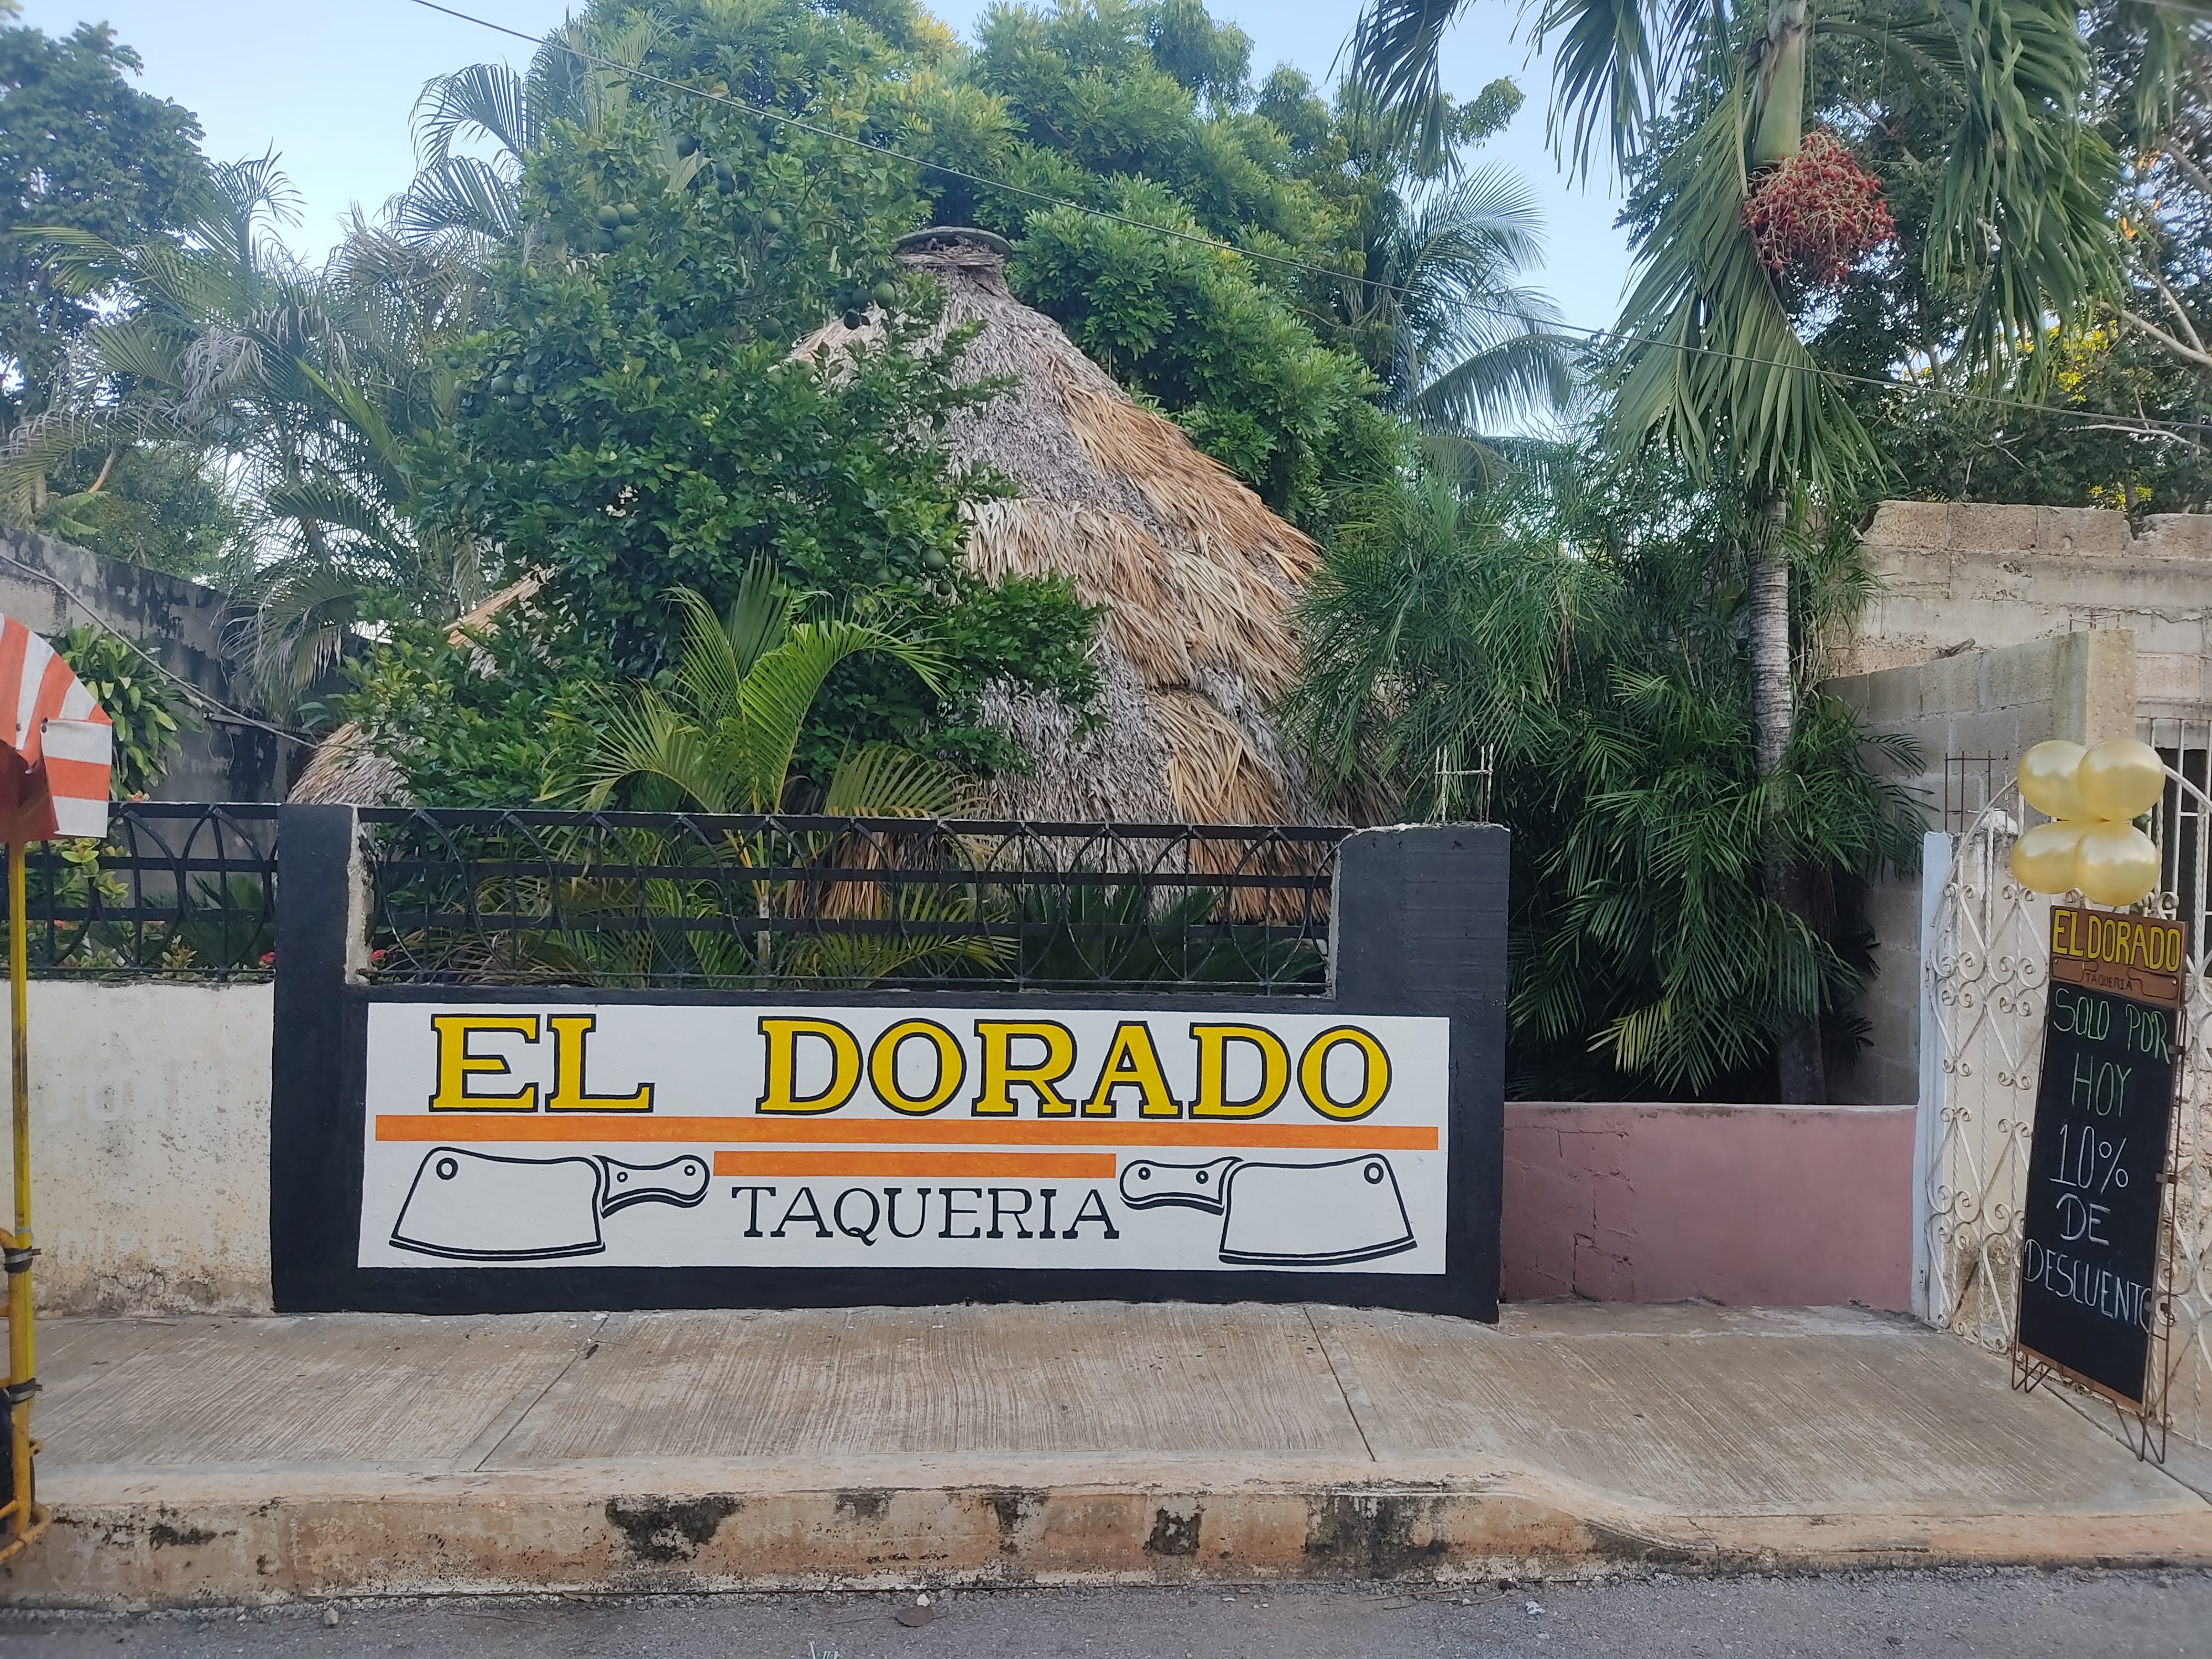 EL DORADO
TAQUERIA
EL DORADO
TAQUERIA
SOLO POR
HOY
10%
DE
DESCUENTO